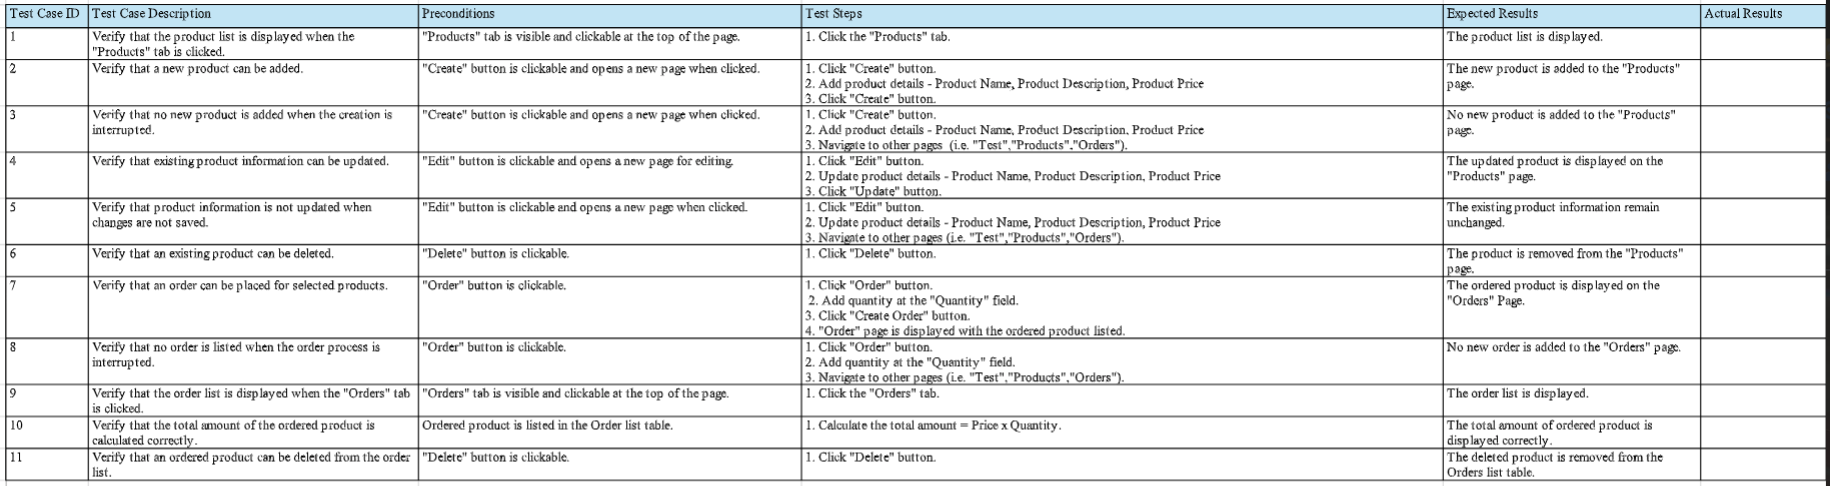 Test Case ID Test Case Description Preconditions Test Steps Expected Results Actual Results
1 Verify that the product list is displayed when the "Products" tab is clicked. "Products" tab is visible and clickable at the top of the page. 1. Click the "Products" tab. The product list is displayed.
2 Verify that a new product can be added. "Create" button is clickable and opens a new page when clicked. 1. Click "Create" button.
2. Add product details - Product Name, Product Description, Product Price
3. Click "Create" button.
The new product is added to the "Products"
page.
3 Verify that no new product is added when the creation is
interrupted.
"Create" button is clickable and opens a new page when clicked.
1. Click "Create" button.
2. Add product details - Product Name, Product Description, Product Price
3. Navigate to other pages (i.e. "Test","Products","Orders").
No new product is added to the "Products"
page.
4 Verify that existing product information can be updated.
"Edit" button is clickable and opens a new page for editing.
1. Click "Edit" button.
2. Update product details - Product Name, Product Description, Product Price
3. Click "Update" button.
The updated product is displayed on the
"Products" page.
5 Verify that product information is not updated when
changes are not saved.
"Edit" button is clickable and opens a new page when clicked.
1. Click "Edit" button.
2. Update product details - Product Name, Product Description, Product Price
3. Navigate to other pages (i.e. "Test","Products","Orders").
The existing product information remain
unchanged.
6 Verify that an existing product can be deleted.
"Delete" button is clickable.
1. Click "Delete" button.
The product is removed from the "Products"
page.
7 Verify that an order can be placed for selected products.
"Order" button is clickable.
1. Click "Order" button.
2. Add quantity at the "Quantity" field.
3. Click "Create Order" button.
4. "Order" page is displayed with the ordered product listed.
The ordered product is displayed on the
"Orders" Page.
8 Verify that no order is listed when the order process is
interrupted.
"Order" button is clickable.
1. Click "Order" button.
2. Add quantity at the "Quantity" field.
3. Navigate to other pages (i.e. "Test","Products","Orders").
No new order is added to the "Orders" page.
9 Verify that the order list is displayed when the "Orders" tab
is clicked.
"Orders" tab is visible and clickable at the top of the page.
1. Click the "Orders" tab.
The order list is displayed.
10 Verify that the total amount of the ordered product is
calculated correctly.
Ordered product is listed in the Order list table.
1. Calculate the total amount = Price x Quantity.
The total amount of ordered product is
displayed correctly.
11 Verify that an ordered product can be deleted from the order
list.
"Delete" button is clickable.
1. Click "Delete" button.
The deleted product is removed from the
Orders list table.